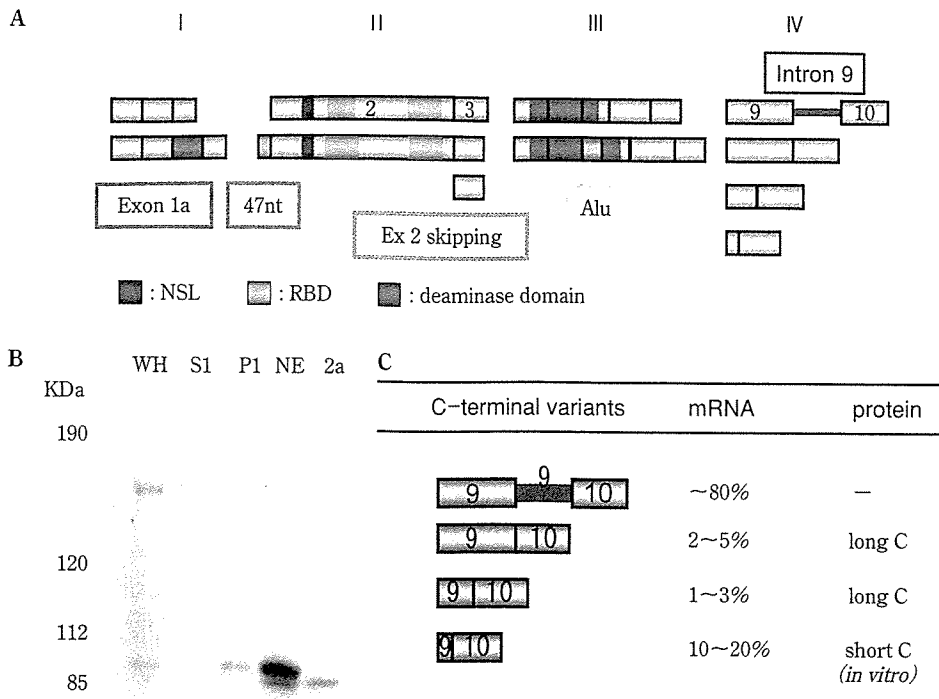 A
I II III IV
Intron 9
2 3 9 10
Exon 1a 47nt Ex 2 skipping Alu
: NSL : RBD : deaminase domain
B WH S1 P1 NE 2a
KDa
190
120
112
85
C
C-terminal variants mRNA protein
9 9 10 ~80% —
9 10 2~5% long C
9 10 1~3% long C
9 10 10~20% short C
(in vitro)